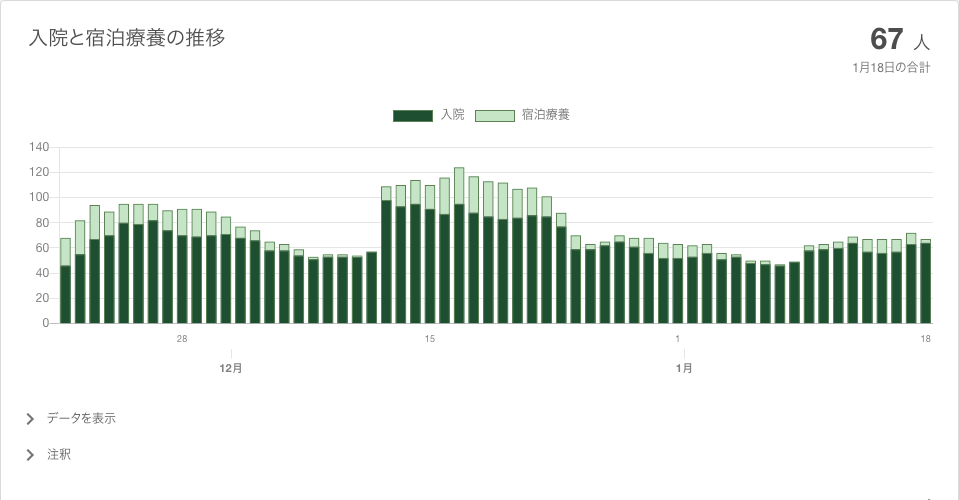 入院と宿泊療養の推移
67 人
1月18日の合計
入院 宿泊療養
140
120
100
80
60
40
20
0
28 15 1 18
12月 1月
データを表示
注釈